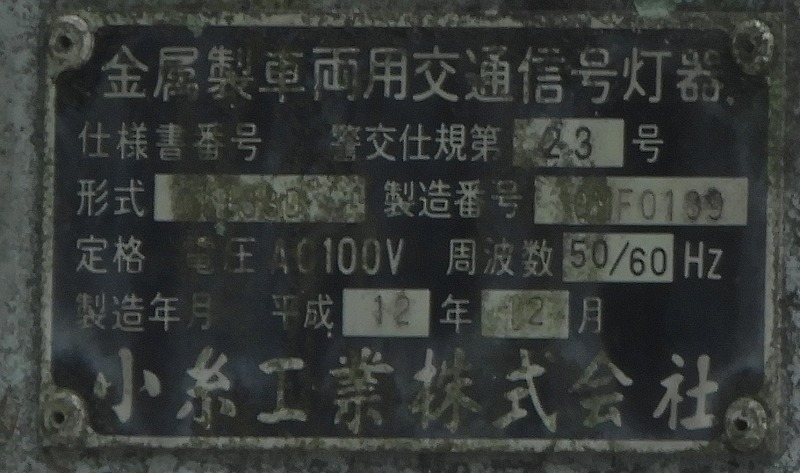 金属製車両用交通信号灯器
仕様書番号 警交仕規第 23 号
形式 製造番号
定格 電圧 AC100V 周波数 50/60 Hz
製造年月 平成 12 年 12 月
小糸工業株式会社